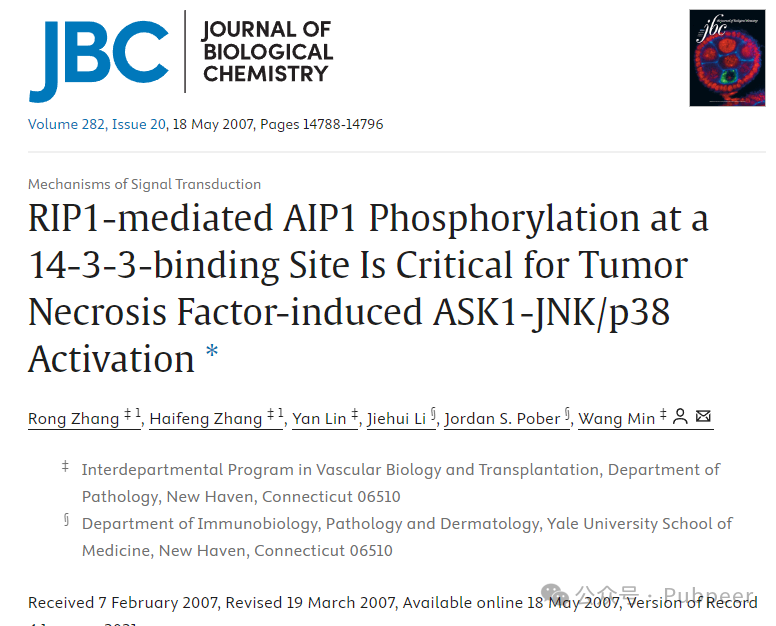 JBC
JOURNAL OF
BIOLOGICAL
CHEMISTRY
jbc
Volume 282, Issue 20, 18 May 2007, Pages 14788-14796
Mechanisms of Signal Transduction
RIP1-mediated AIP1 Phosphorylation at a
14-3-3-binding Site Is Critical for Tumor
Necrosis Factor-induced ASK1-JNK/p38
Activation *
Rong Zhang ‡ 1, Haifeng Zhang ‡ 1, Yan Lin ‡, Jiehui Li §, Jordan S. Pober §, Wang Min ‡
‡ Interdepartmental Program in Vascular Biology and Transplantation, Department of
Pathology, New Haven, Connecticut 06510
§ Department of Immunobiology, Pathology and Dermatology, Yale University School of
Medicine, New Haven, Connecticut 06510
公众号 · Pubpeer
Received 7 February 2007, Revised 19 March 2007, Available online 18 May 2007, Version of Record